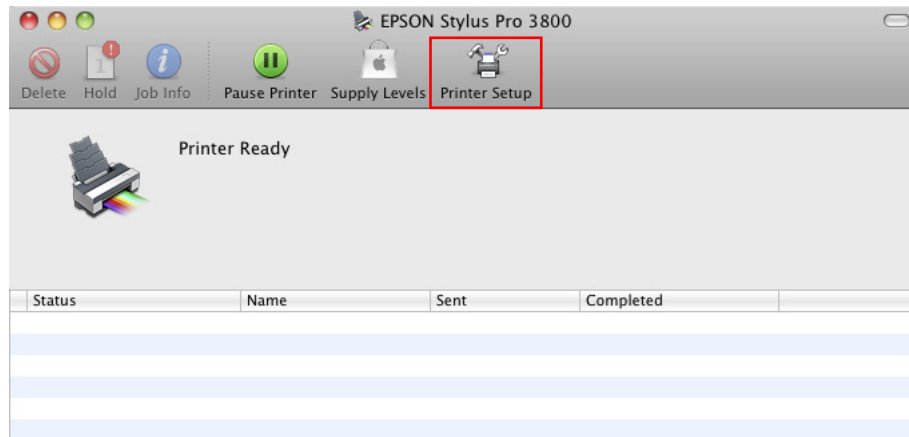 EPSON Stylus Pro 3800
Delete Hold Job Info Pause Printer Supply Levels Printer Setup
Printer Ready
Status Name Sent Completed